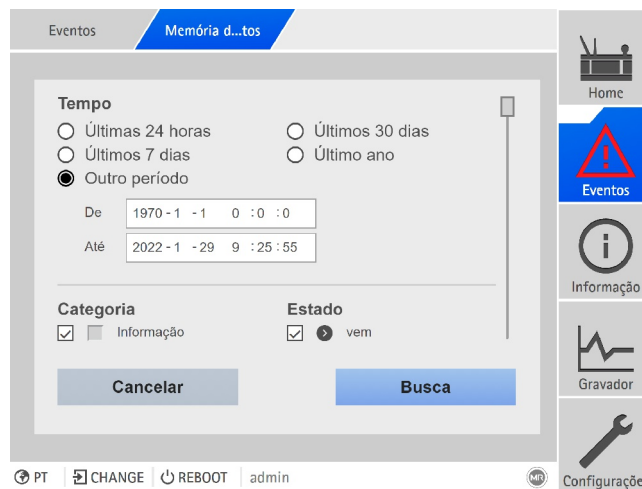 Eventos
Memória d...tos
Home
Tempo
Últimas 24 horas
Últimos 30 dias
Últimos 7 dias
Último ano
Outro período
De 1970 - 1 - 1 0 : 0 : 0
Até 2022 - 1 - 29 9 : 25 : 55
Eventos
Informação
Categoria
Estado
Informação
vem
Cancelar
Busca
Gravador
PT
CHANGE
REBOOT
admin
MR
Configuraçõe